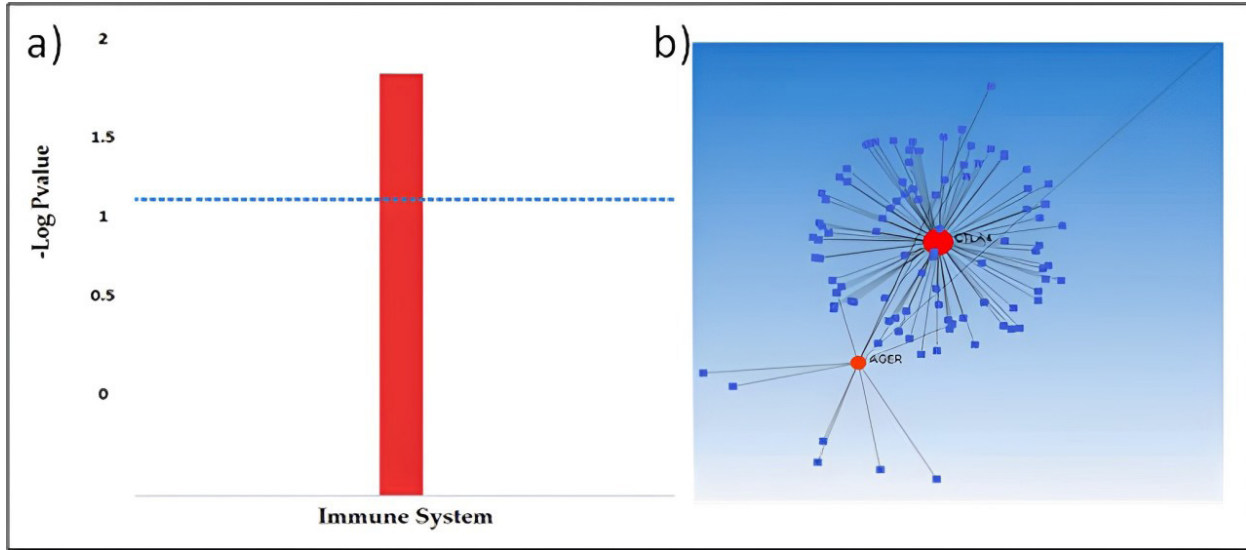 a)
2
1.5
1
0.5
0
-Log Pvalue
Immune System
b)
CTLA4
AGER